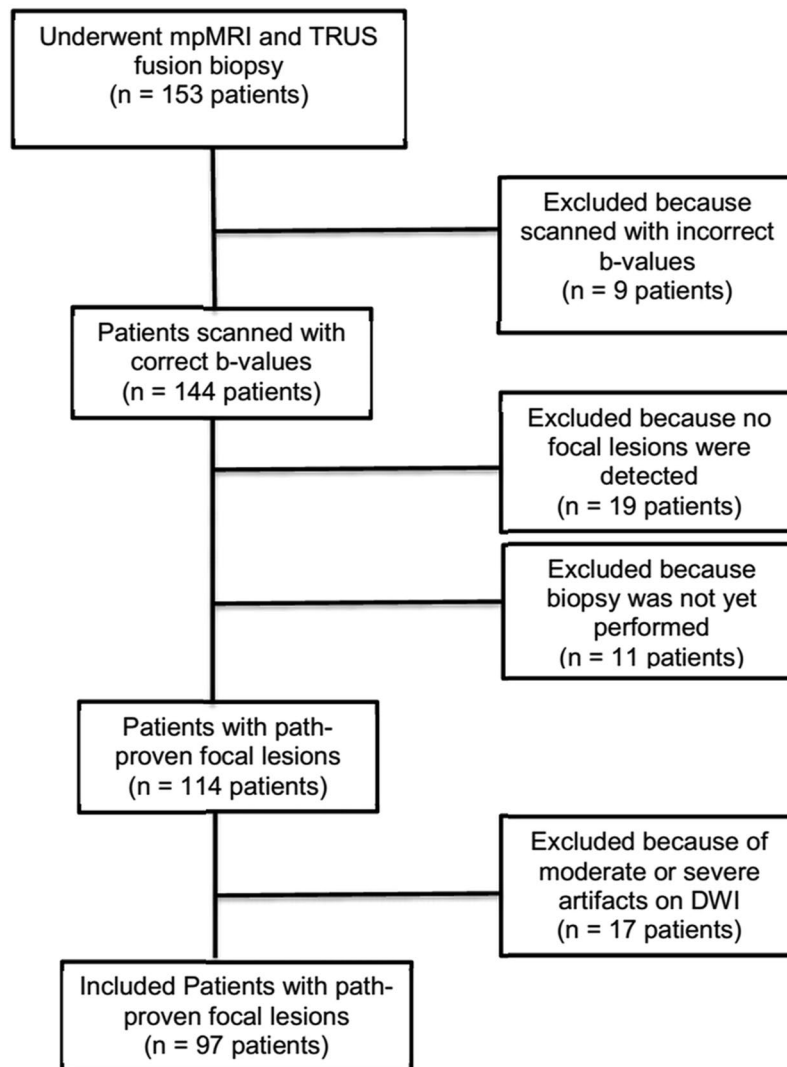 Underwent mpMRI and TRUS
fusion biopsy
(n = 153 patients)
Excluded because
scanned with incorrect
b-values
(n = 9 patients)
Patients scanned with
correct b-values
(n = 144 patients)
Excluded because no
focal lesions were
detected
(n = 19 patients)
Excluded because
biopsy was not yet
performed
(n = 11 patients)
Patients with path-
proven focal lesions
(n = 114 patients)
Excluded because of
moderate or severe
artifacts on DWI
(n = 17 patients)
Included Patients with path-
proven focal lesions
(n = 97 patients)